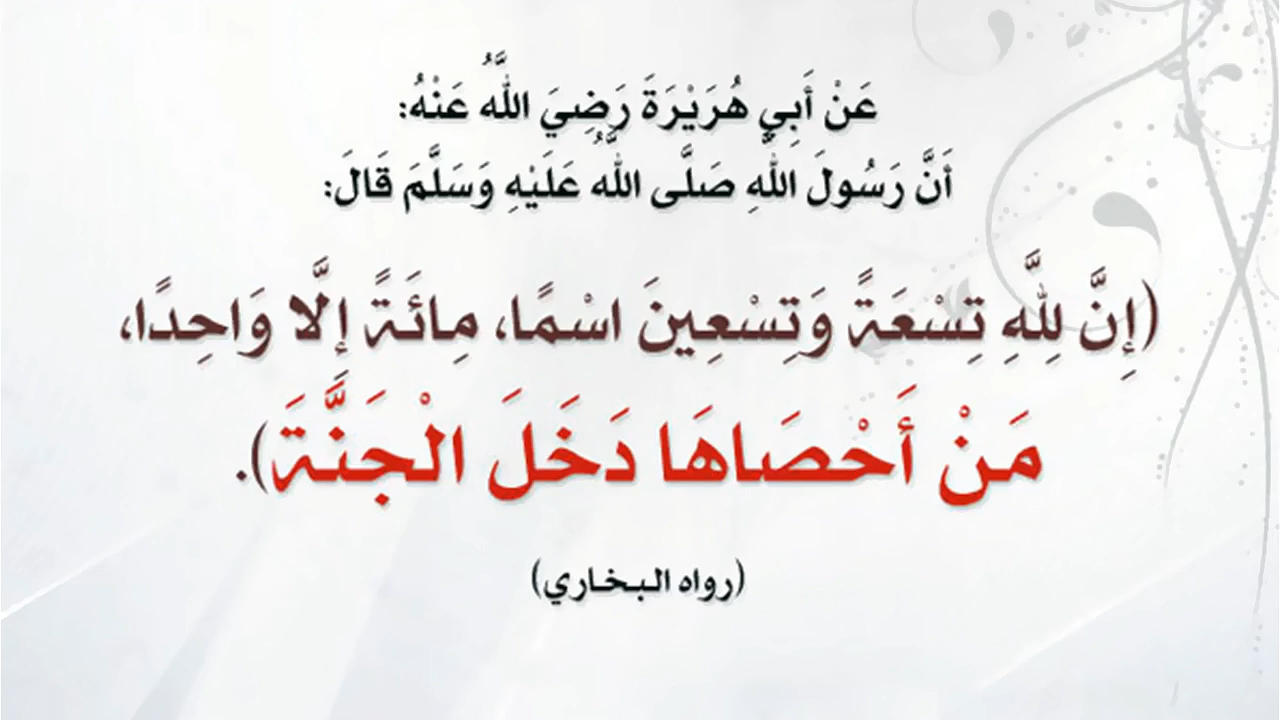 عَنْ أَبِي هُرَيْرَةَ رَضِيَ اللَّهُ عَنْهُ:
أَنَّ رَسُولَ اللَّهِ صَلَّى اللَّهُ عَلَيْهِ وَسَلَّمَ قَالَ:
(إِنَّ لِلَّهِ تِسْعَةً وَتِسْعِينَ اسْمًا، مِائَةً إِلَّا وَاحِدًا،
مَنْ أَحْصَاهَا دَخَلَ الْجَنَّةَ).
(رواه البخاري)